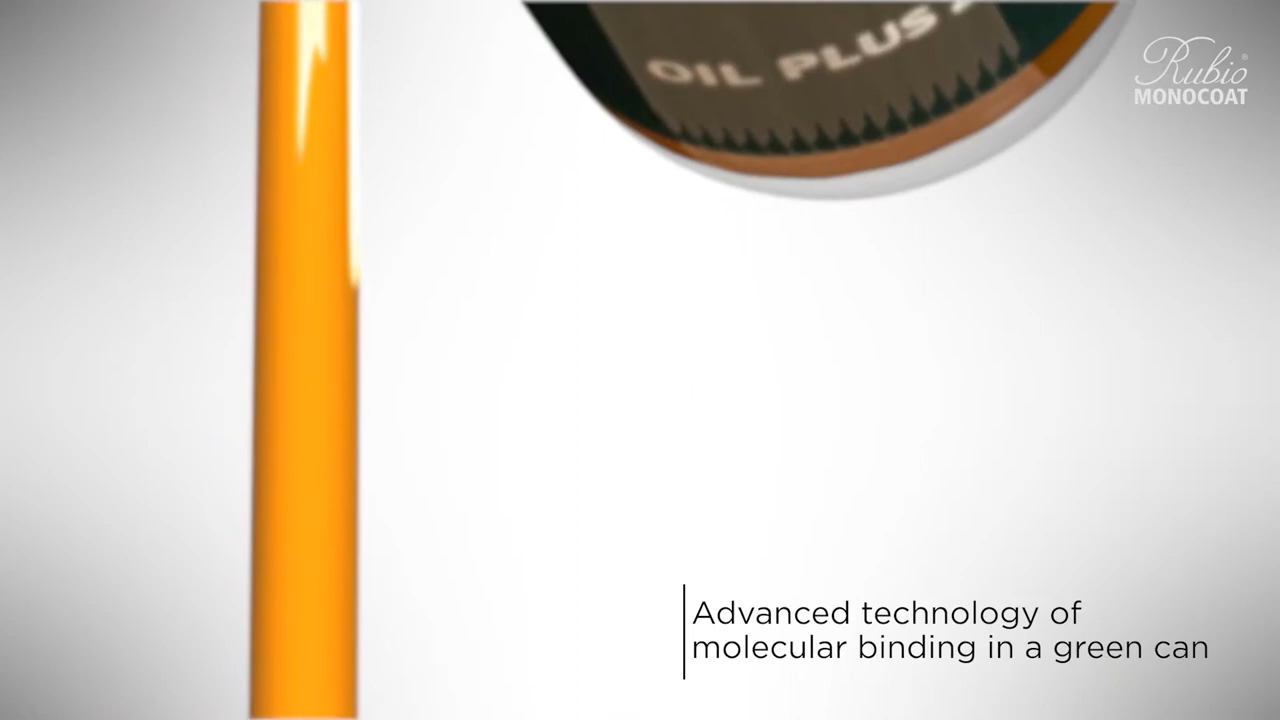 OIL PLUS
Rubio®
MONOCOAT
Advanced technology of
molecular binding in a green can